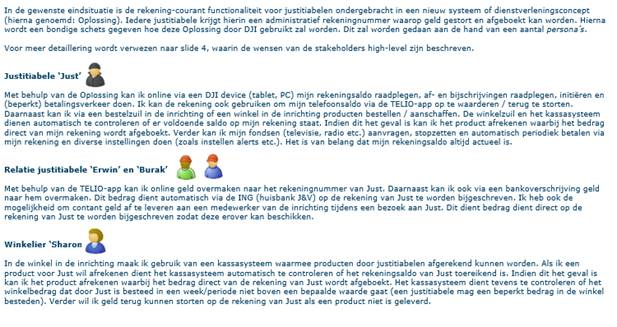 In de gewenste eindsituatie is de rekening-courant functionaliteit voor justitiabelen ondergebracht in een nieuw systeem of dienstverleningsconcept
(hierna genoemd: Oplossing). Iedere justitiabele krijgt hierin een administratief rekeningnummer waarop geld gestort en afgeboekt kan worden. Hierna
wordt een bondige schets gegeven hoe deze Oplossing door DJI gebruikt zal worden. Dit zal worden gedaan aan de hand van een aantal persona's.
Voor meer detaillering wordt verwezen naar slide 4, waarin de wensen van de stakeholders high-level zijn beschreven.
Justitiabele 'Just'
Met behulp van de Oplossing kan ik online via een DJI device (tablet, PC) mijn rekeningsaldo raadplegen, af- en bijschrijvingen raadplegen, initiëren en
(beperkt) betalingsverkeer doen. Ik kan de rekening ook gebruiken om mijn telefoonsaldo via de TELIO-app op te waarderen / terug te storten.
Daarnaast kan ik via een bestelzuil in de inrichting of een winkel in de inrichting producten bestellen / aanschaffen. De winkelzuil en het kassasysteem
dienen automatisch te controleren of er voldoende saldo op mijn rekening staat. Indien dit het geval is kan ik het product afrekenen waarbij het bedrag
direct van mijn rekening wordt afgeboekt. Verder kan ik mijn fondsen (televisie, radio etc.) aanvragen, stopzetten en automatisch periodiek betalen via
mijn rekening en diverse instellingen doen (zoals instellen alerts etc.). Het is van belang dat mijn rekeningsaldo altijd actueel is.
Relatie justitiabele 'Erwin' en 'Burak'
Met behulp van de TELIO-app kan ik online geld overmaken naar het rekeningnummer van Just. Daarnaast kan ik ook via een bankoverschrijving geld
naar hem overmaken. Dit bedrag dient automatisch via de ING (huisbank J&V) op de rekening van Just te worden bijgeschreven. Ik heb ook de
mogelijkheid om contant geld af te leveren aan een medewerker van de inrichting tijdens een bezoek aan Just. Dit dient bedrag dient direct op de
rekening van Just te worden bijgeschreven zodat deze erover kan beschikken.
Winkelier 'Sharon
In de winkel in de inrichting maak ik gebruik van een kassasysteem waarmee producten door justitiabelen afgerekend kunnen worden. Als ik een
product voor Just wil afrekenen dient het kassasysteem automatisch te controleren of het rekeningsaldo van Just toereikend is. Indien dit het geval is
kan ik het product afrekenen waarbij het bedrag direct van de rekening van Just wordt afgeboekt. Het kassasysteem dient tevens te controleren of het
winkelbedrag dat door Just is besteed in een week/periode niet boven een bepaalde waarde gaat (een justitiabele mag een beperkt bedrag in de winkel
besteden). Verder wil ik geld terug kunnen storten op de rekening van Just als een product niet is geleverd.